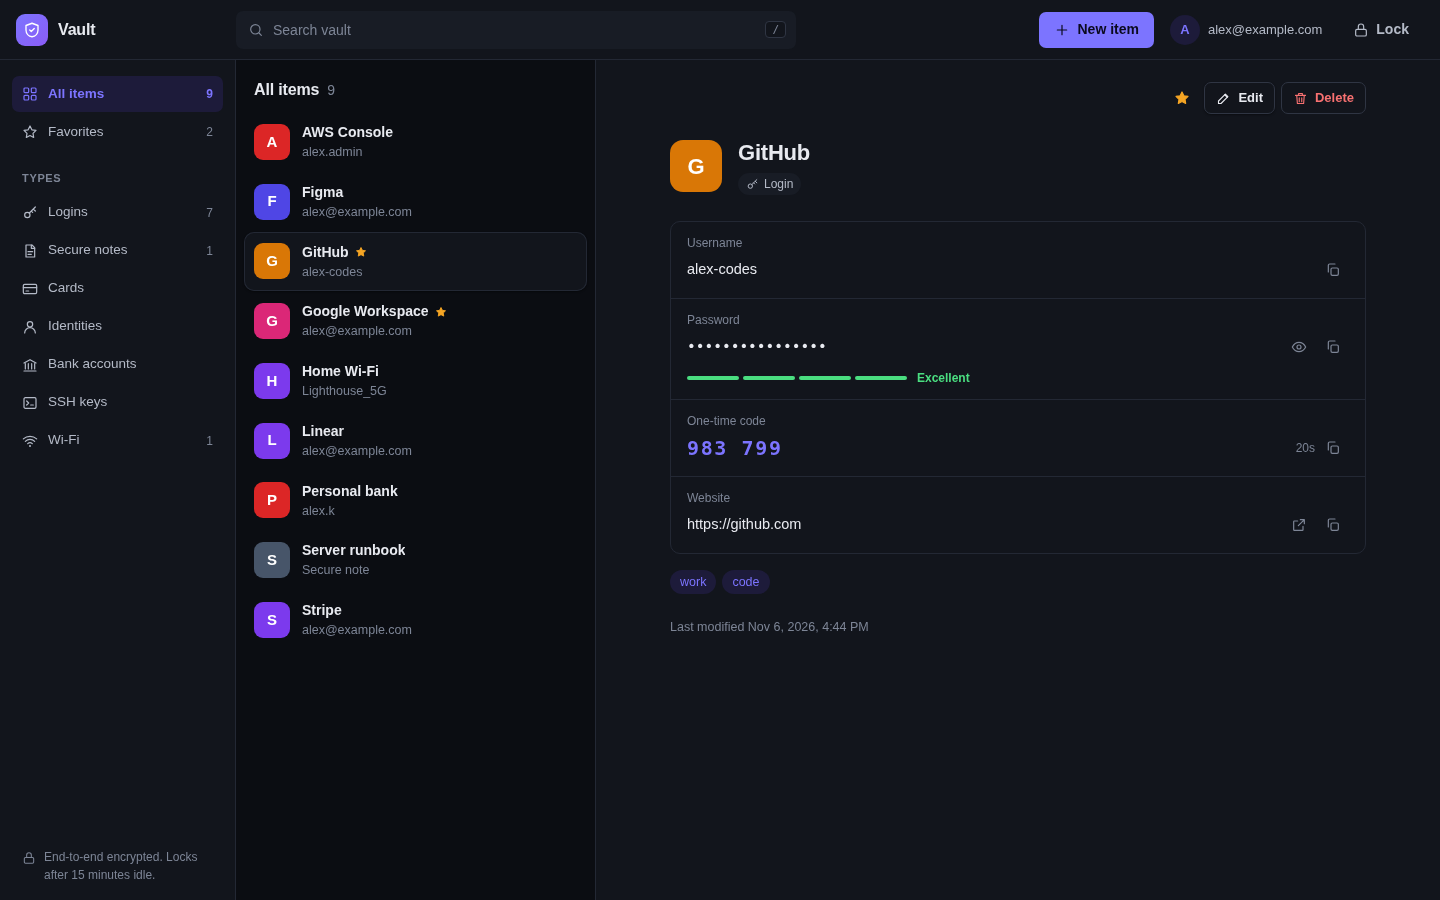 Vault
Search vault
/
New item
A
alex@example.com
Lock
All items
9
Favorites
2
TYPES
Logins
7
Secure notes
1
Cards
Identities
Bank accounts
SSH keys
Wi-Fi
1
End-to-end encrypted. Locks
after 15 minutes idle.
All items 9
A
AWS Console
alex.admin
F
Figma
alex@example.com
G
GitHub
alex-codes
G
Google Workspace
alex@example.com
H
Home Wi-Fi
Lighthouse_5G
L
Linear
alex@example.com
P
Personal bank
alex.k
S
Server runbook
Secure note
S
Stripe
alex@example.com
Edit
Delete
G
GitHub
Login
Username
alex-codes
Password
••••••••••••••••
Excellent
One-time code
983 799
20s
Website
https://github.com
work
code
Last modified Nov 6, 2026, 4:44 PM